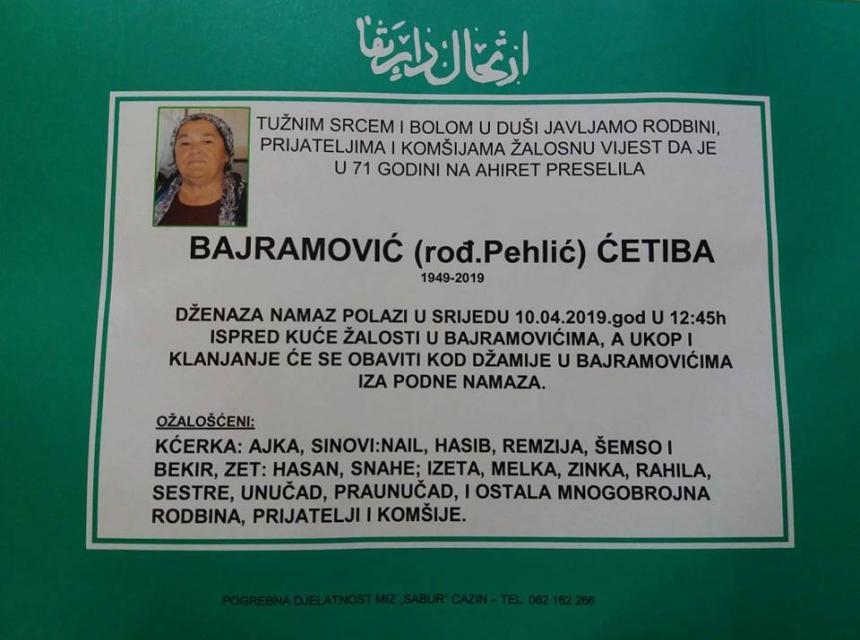 ارتحال دار بقا
TUŽNIM SRCEM I BOLOM U DUŠI JAVLJAMO RODBINI,
PRIJATELJIMA I KOMŠIJAMA ŽALOSNU VIJEST DA JE
U 71 GODINI NA AHIRET PRESELILA
BAJRAMOVIĆ (rođ.Pehlić) ĆETIBA
1949-2019
DŽENAZA NAMAZ POLAZI U SRIJEDU 10.04.2019.god U 12:45h
ISPRED KUĆE ŽALOSTI U BAJRAMOVIĆIMA, A UKOP I
KLANJANJE ĆE SE OBAVITI KOD DŽAMIJE U BAJRAMOVIĆIMA
IZA PODNE NAMAZA.
OŽALOŠĆENI:
KĆERKA: AJKA, SINOVI:NAIL, HASIB, REMZIJA, ŠEMSO I
BEKIR, ZET: HASAN, SNAHE; IZETA, MELKA, ZINKA, RAHILA,
SESTRE, UNUČAD, PRAUNUČAD, I OSTALA MNOGOBROJNA
RODBINA, PRIJATELJI I KOMŠIJE.
POGREBNA DJELATNOST MIZ „SABUR" CAZIN – TEL: 062 162 266